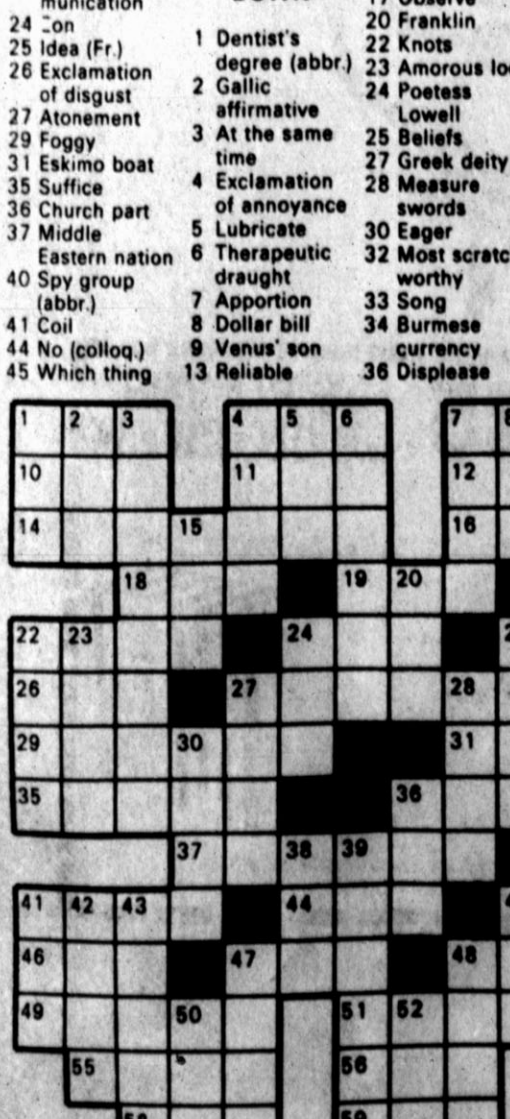 munication
24 Eon
25 Idea (Fr.)
26 Exclamation
of disgust
27 Atonement
29 Foggy
31 Eskimo boat
35 Suffice
36 Church part
37 Middle
Eastern nation
40 Spy group
(abbr.)
41 Coil
44 No (colloq.)
45 Which thing
DOWN
1 Dentist's
degree (abbr.)
2 Gallic
affirmative
3 At the same
time
4 Exclamation
of annoyance
5 Lubricate
6 Therapeutic
draught
7 Apportion
8 Dollar bill
9 Venus' son
13 Reliable
17 Observe
20 Franklin
22 Knots
23 Amorous loo
24 Poetess
Lowell
25 Beliefs
27 Greek deity
28 Measure
swords
30 Eager
32 Most scratc
worthy
33 Song
34 Burmese
currency
36 Displease
1 2 3 4 5 6 7 8
10 11 12
14 15 16
18 19 20
22 23 24 2
26 27 28
29 30 31
35 36
37 38 39
41 42 43 44 4
46 47 48
49 50 51 52
55 56
58 59